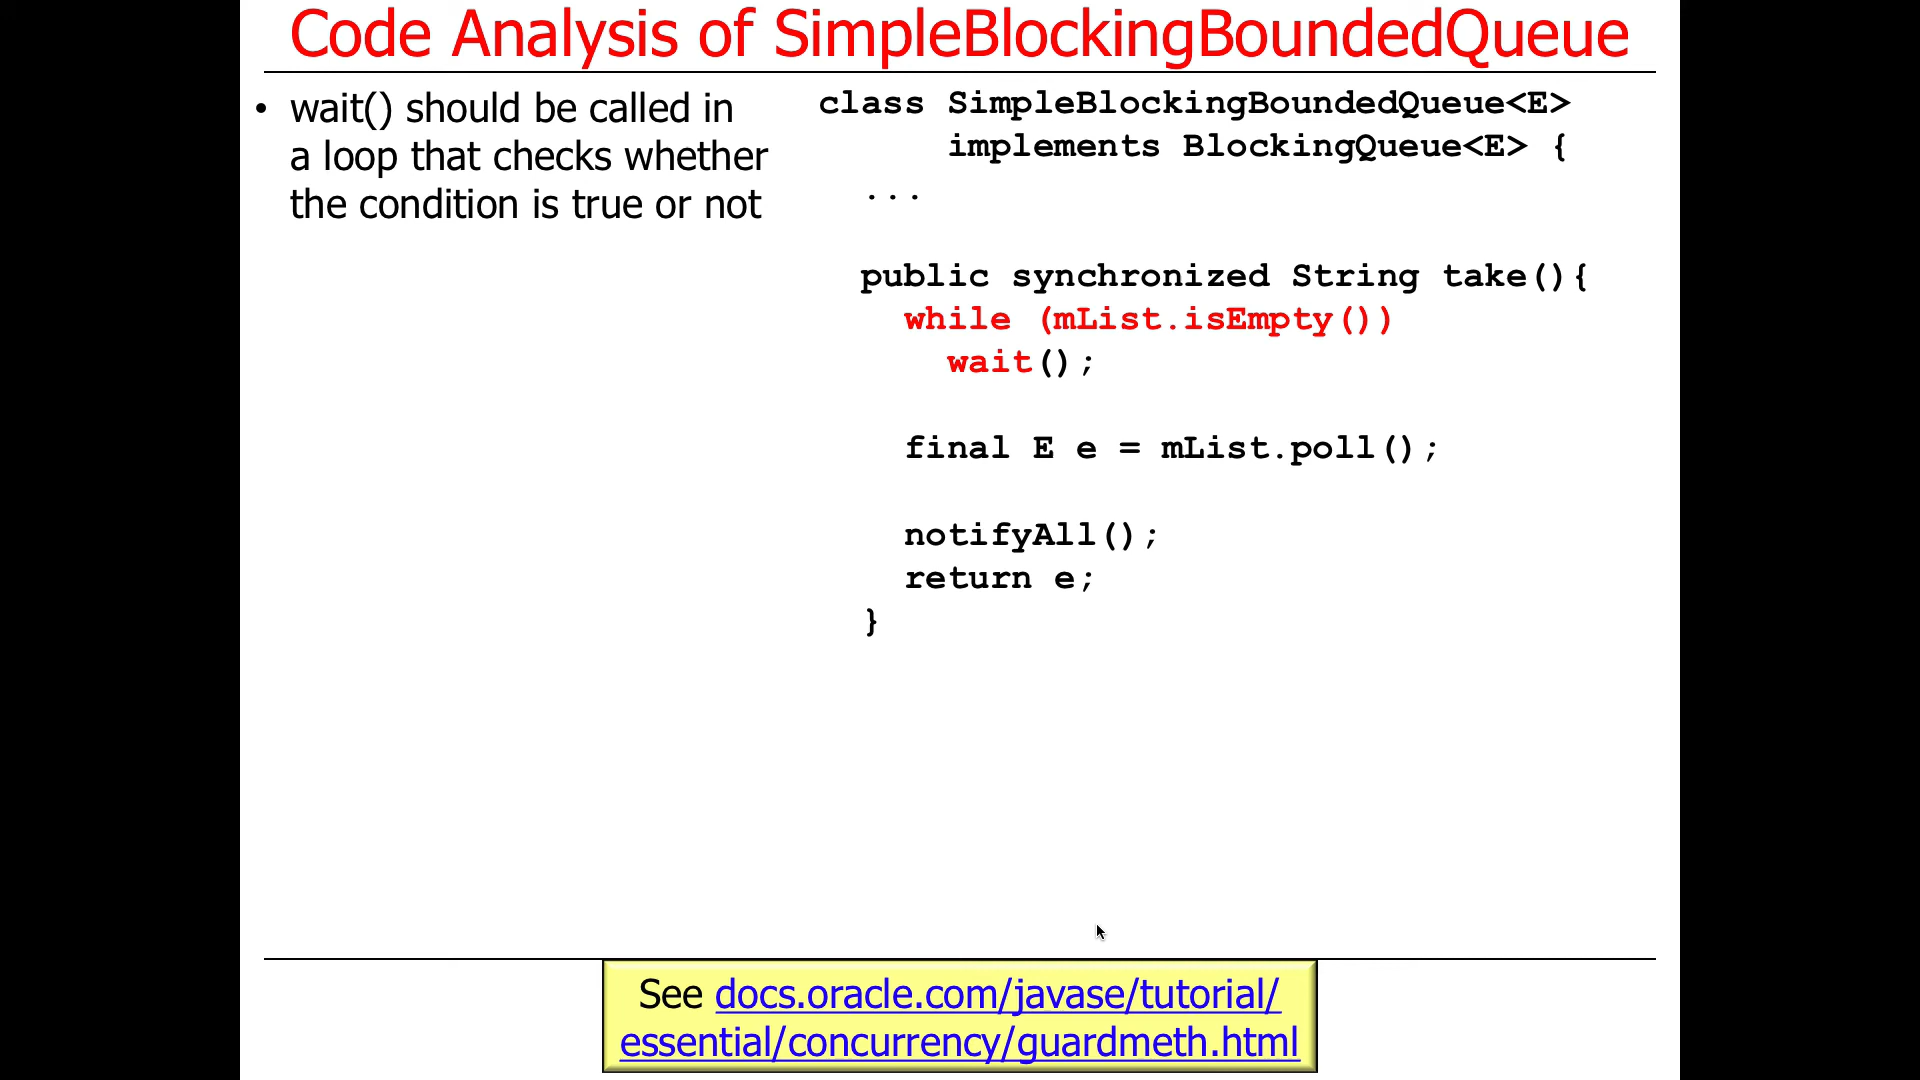 Code Analysis of SimpleBlockingBoundedQueue
• wait() should be called in
a loop that checks whether
the condition is true or not
class SimpleBlockingBoundedQueue<E>
implements BlockingQueue<E> {
...
public synchronized String take(){
while (mList.isEmpty())
wait();
final E e = mList.poll();
notifyAll();
return e;
}
See docs.oracle.com/javase/tutorial/
essential/concurrency/guardmeth.html